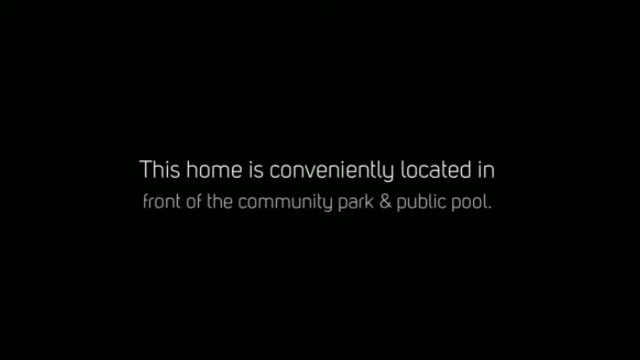 This home is conveniently located in
front of the community park & public pool.